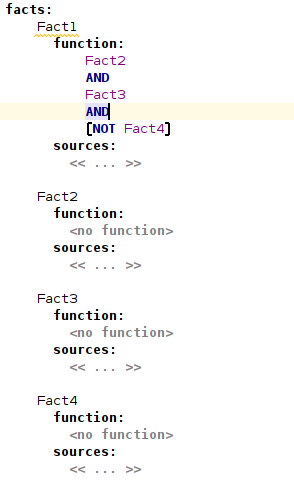 facts:
Fact1
function:
Fact2
AND
Fact3
AND
[NOT Fact4]
sources:
<< ... >>
Fact2
function:
<no function>
sources:
<< ... >>
Fact3
function:
<no function>
sources:
<< ... >>
Fact4
function:
<no function>
sources:
<< ... >>